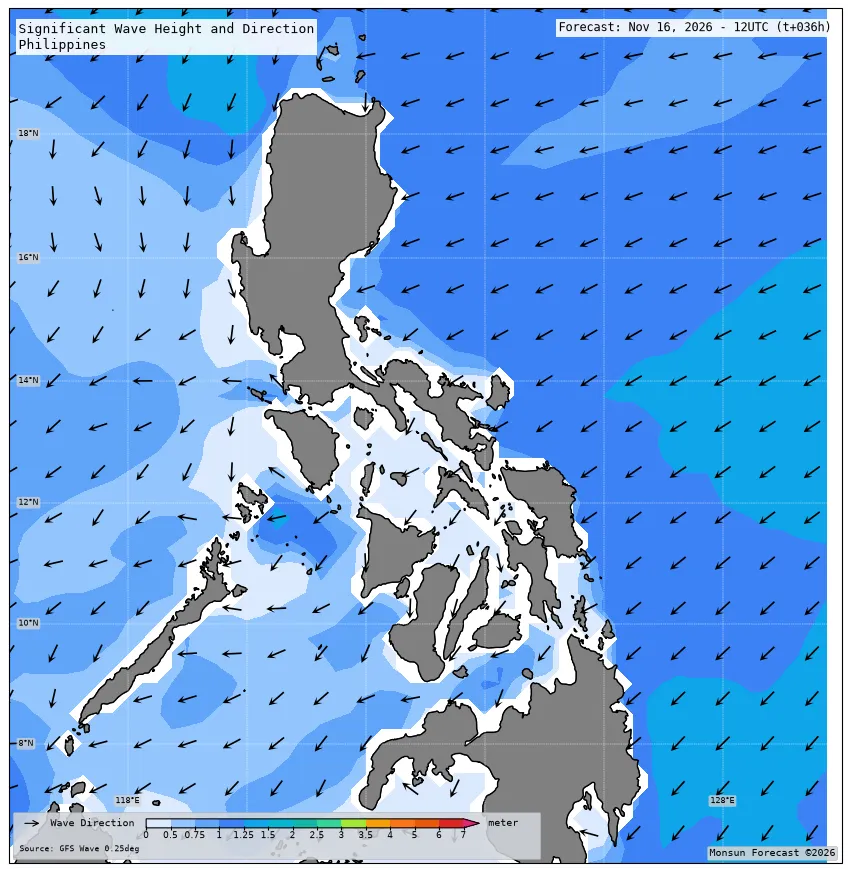 Significant Wave Height and Direction
Philippines
Forecast: Nov 16, 2026 - 12UTC (t+036h)
18°N
16°N
14°N
12°N
10°N
8°N
118°E
128°E
Wave Direction
0 0.5 0.75 1 1.25 1.5 2 2.5 3 3.5 4 5 6 7
meter
Source: GFS Wave 0.25deg
Monsun Forecast ©2026